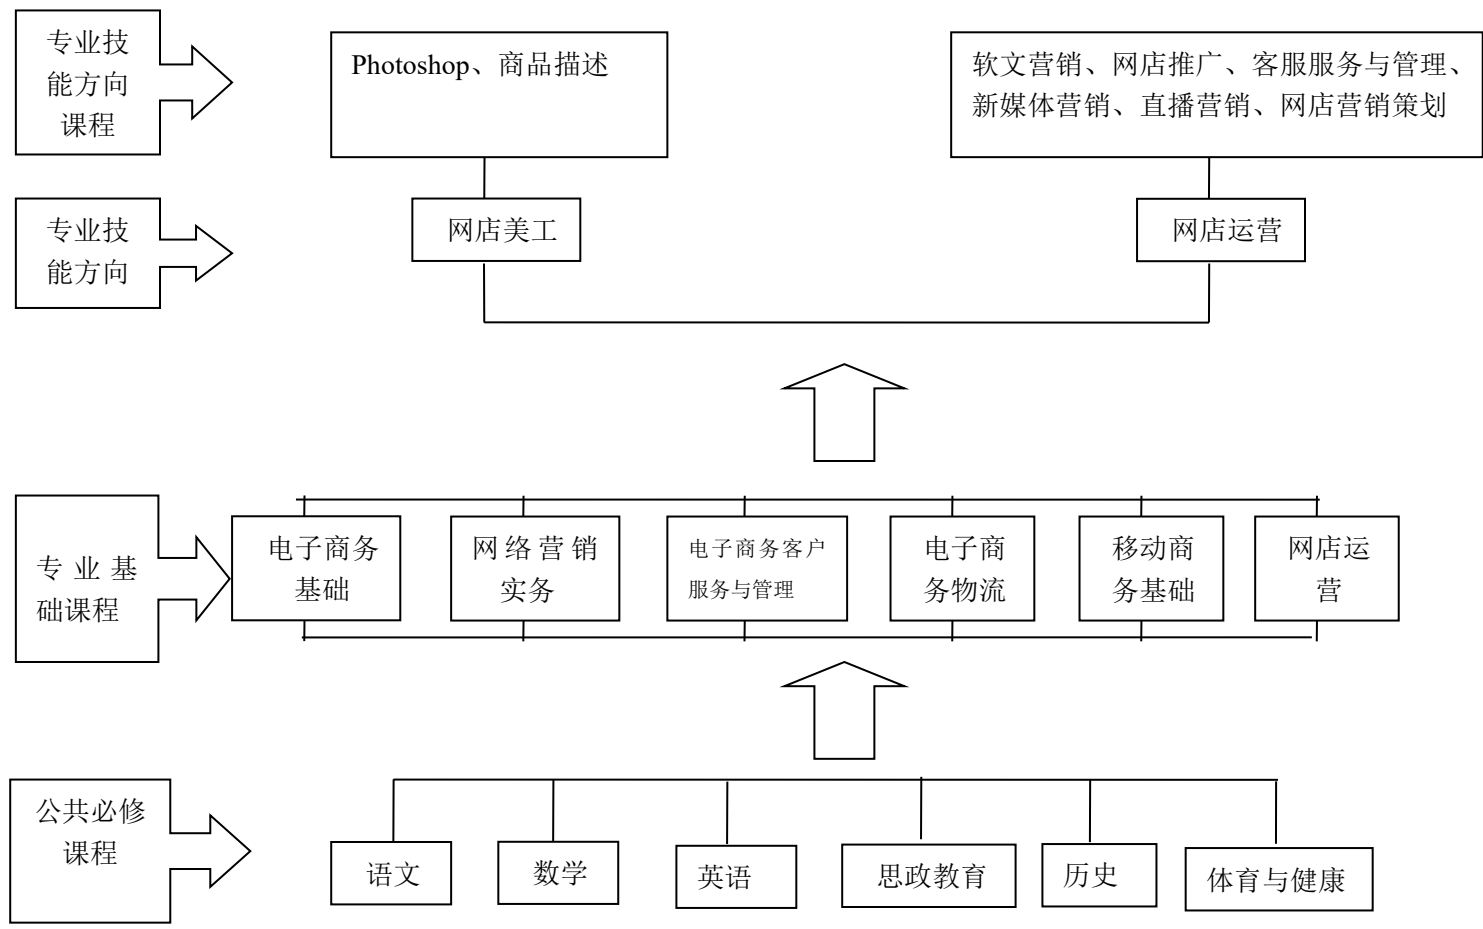 专业技
能方向
课程
Photoshop、商品描述
软文营销、网店推广、客服服务与管理、
新媒体营销、直播营销、网店营销策划
专业技
能方向
网店美工
网店运营
专业基
础课程
电子商务
基础
网络营销
实务
电子商务客户
服务与管理
电子商
务物流
移动商
务基础
网店运
营
公共必修
课程
语文
数学
英语
思政教育
历史
体育与健康